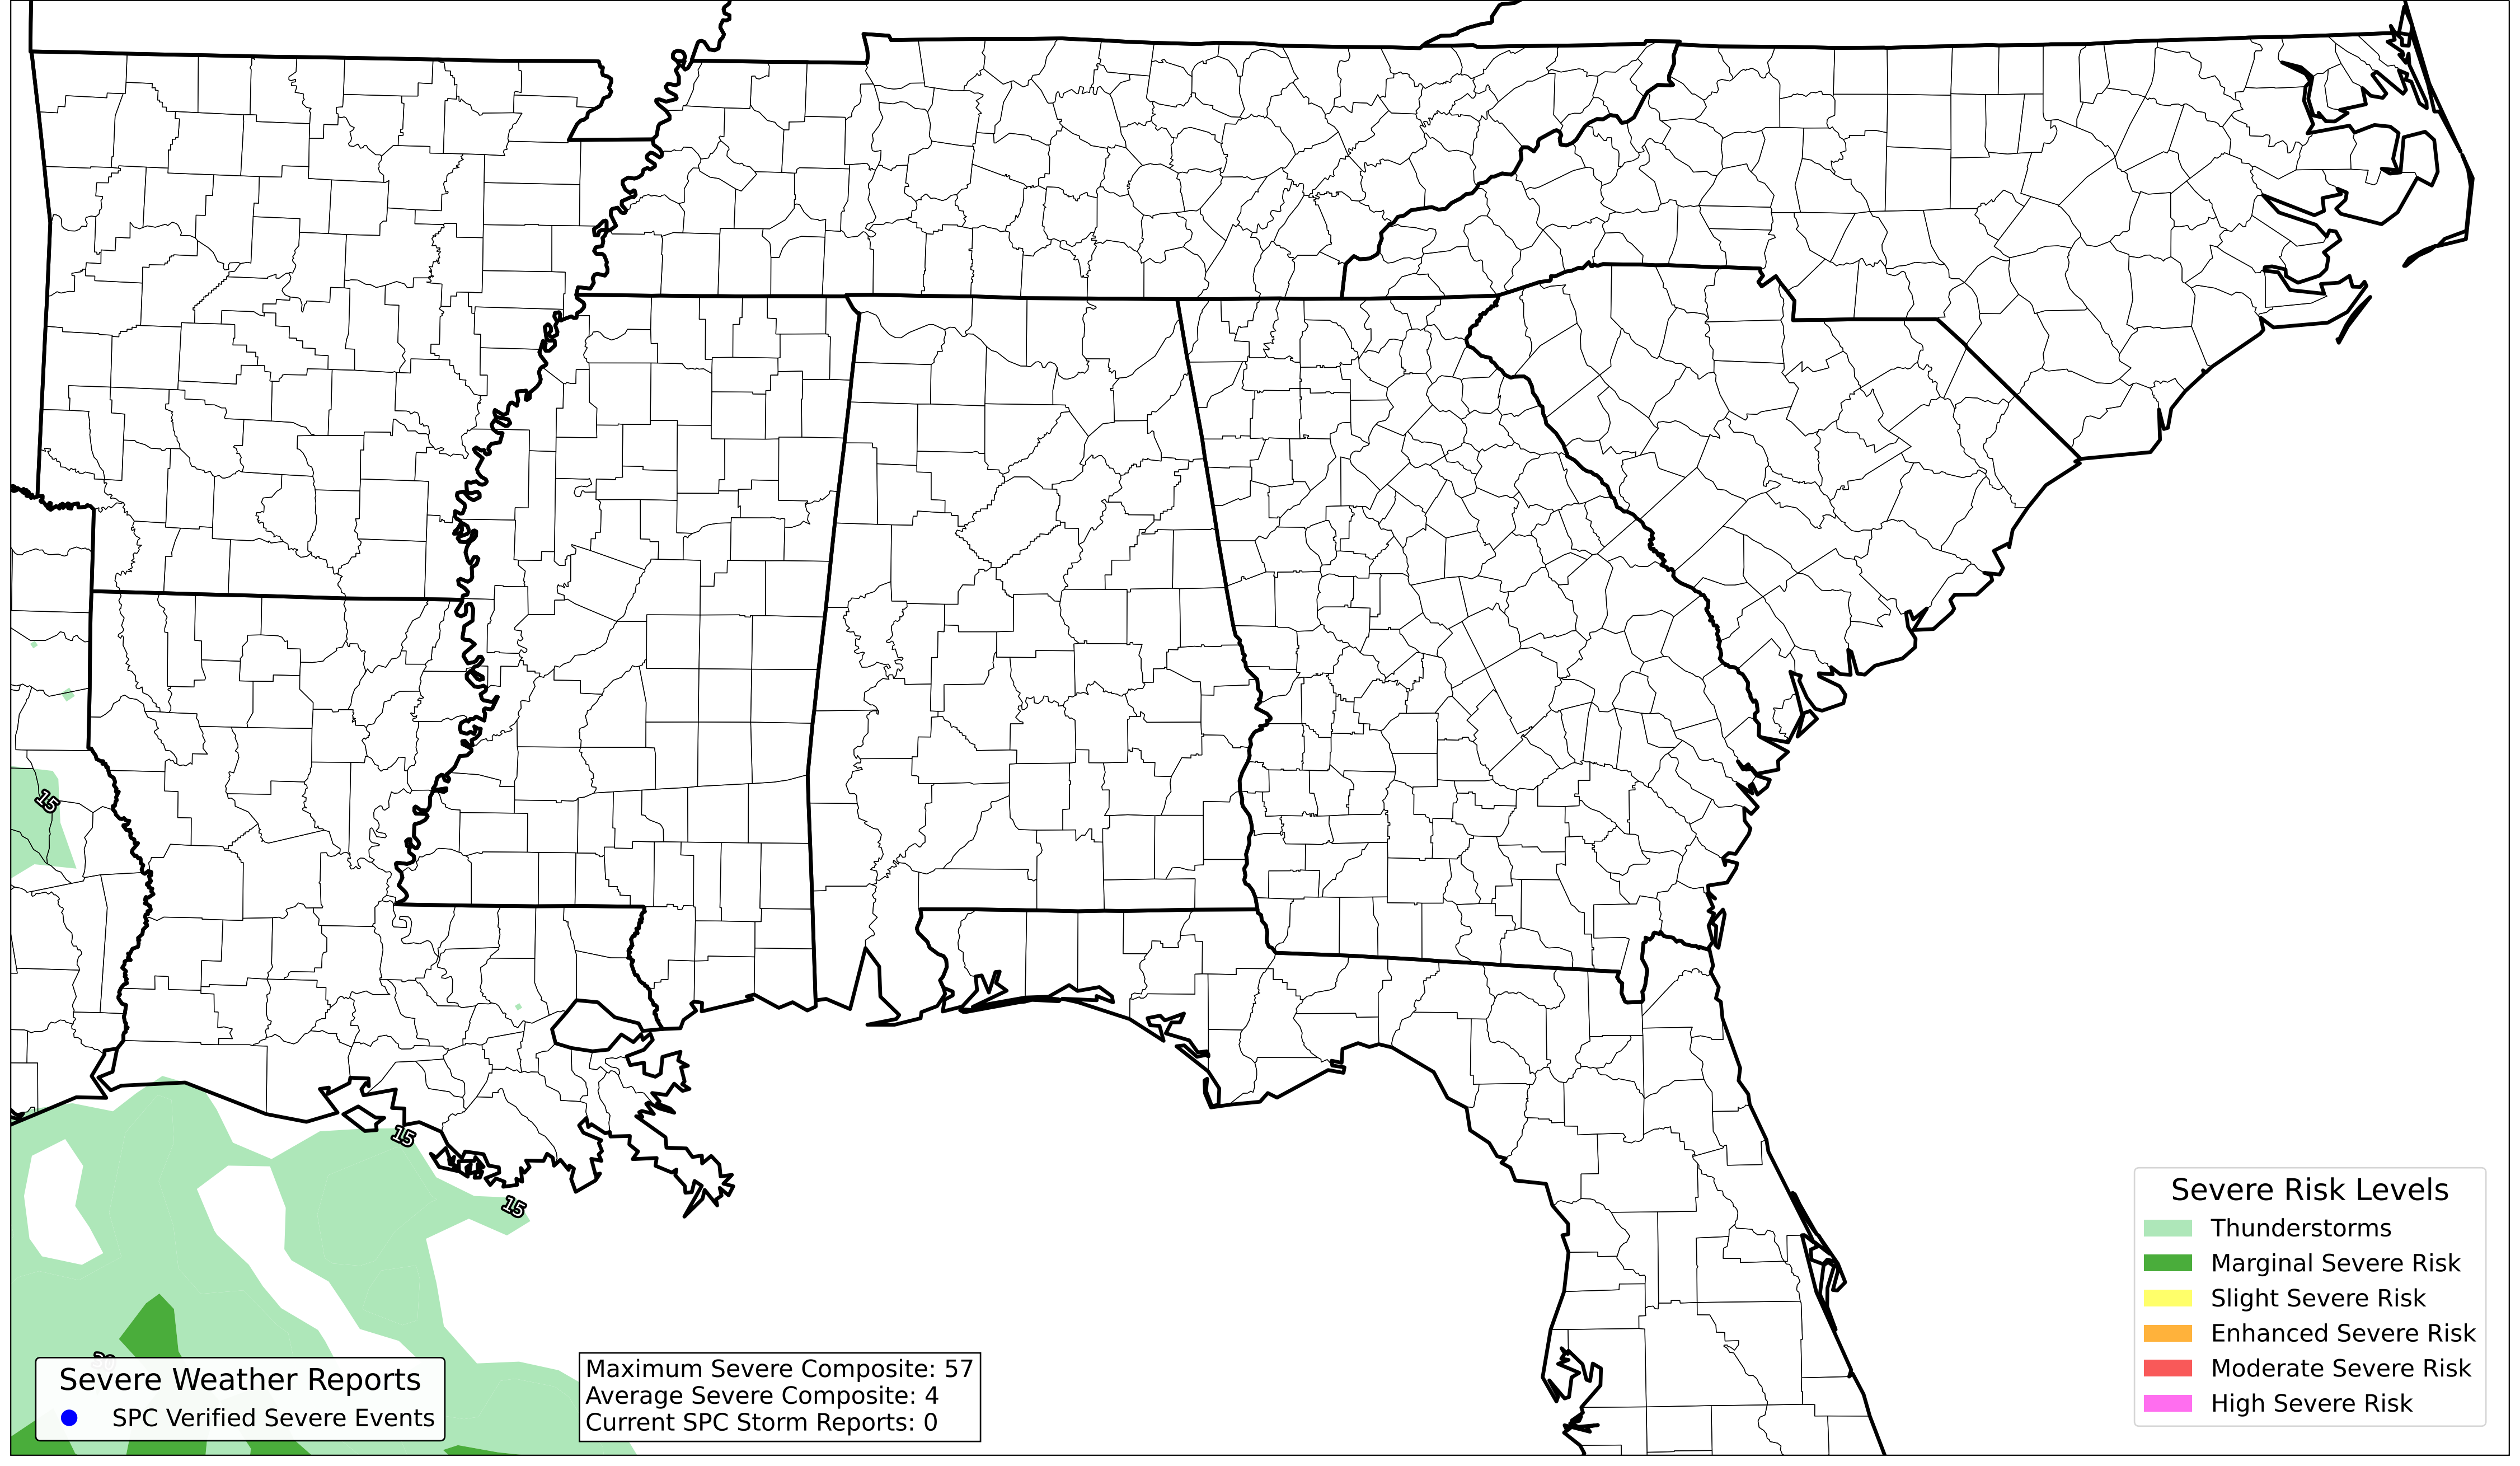 15
15
15
Severe Weather Reports
SPC Verified Severe Events
Maximum Severe Composite: 57
Average Severe Composite: 4
Current SPC Storm Reports: 0
Severe Risk Levels
Thunderstorms
Marginal Severe Risk
Slight Severe Risk
Enhanced Severe Risk
Moderate Severe Risk
High Severe Risk